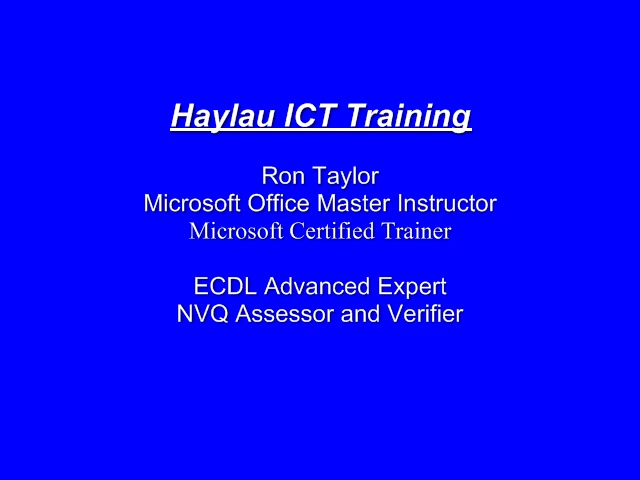 Haylau ICT Training
Ron Taylor
Microsoft Office Master Instructor
Microsoft Certified Trainer
ECDL Advanced Expert
NVQ Assessor and Verifier